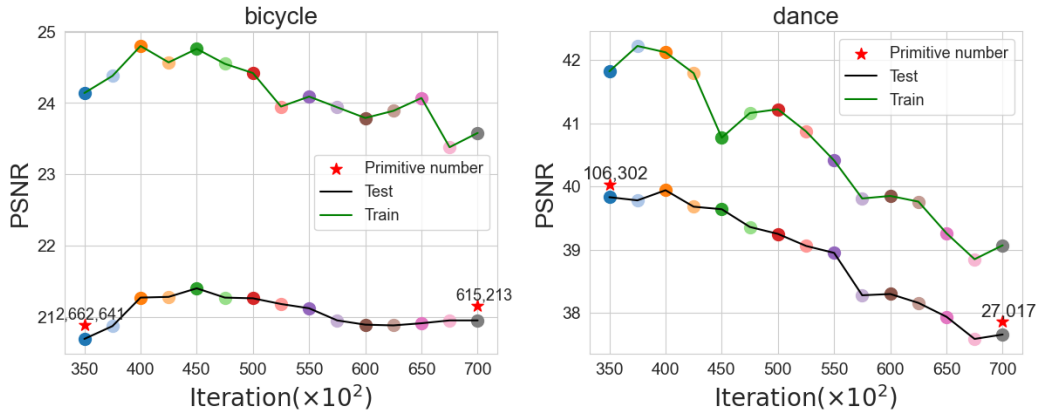 bicycle
25
24
23
22
21
PSNR
Primitive number
Test
Train
2,662,641
615,213
350 400 450 500 550 600 650 700
Iteration(×10²)
dance
42
41
40
39
38
PSNR
Primitive number
Test
Train
106,302
27,017
350 400 450 500 550 600 650 700
Iteration(×10²)